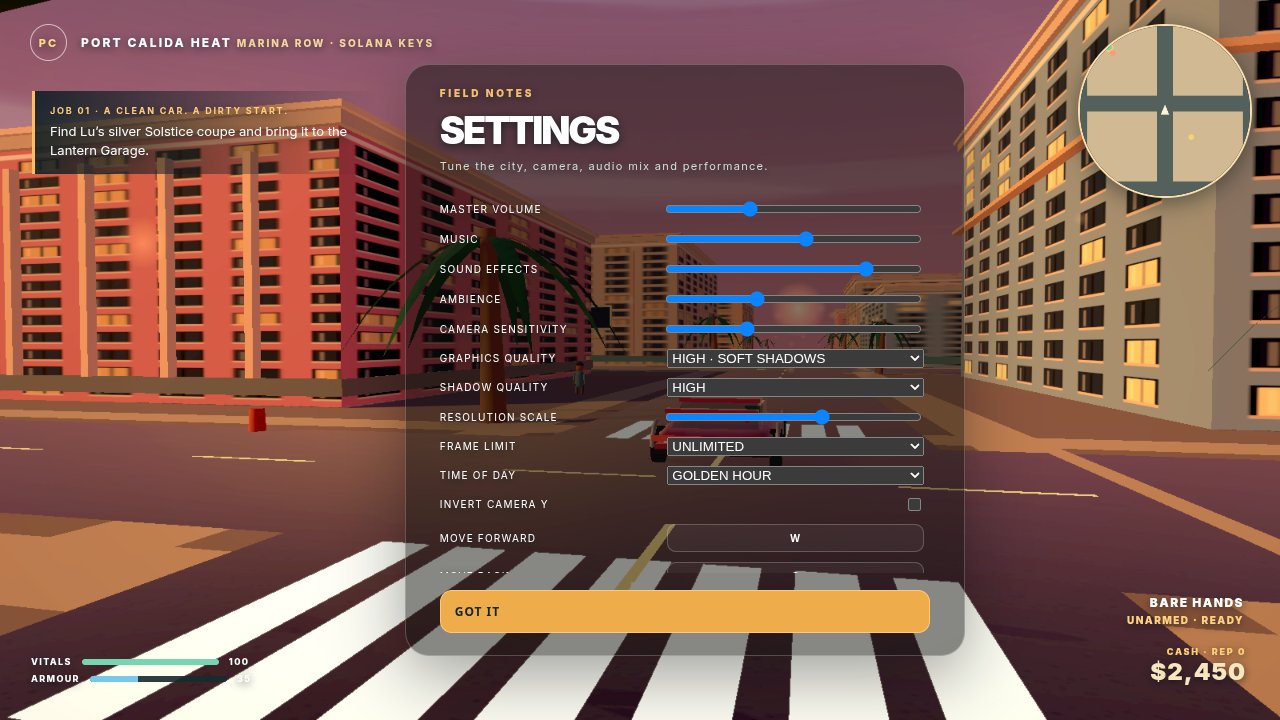 PC
PORT CALIDA HEAT MARINA ROW · SOLANA KEYS
JOB 01 · A CLEAN CAR. A DIRTY START.
Find Lu's silver Solstice coupe and bring it to the
Lantern Garage.
FIELD NOTES
SETTINGS
Tune the city, camera, audio mix and performance.
MASTER VOLUME
MUSIC
SOUND EFFECTS
AMBIENCE
CAMERA SENSITIVITY
GRAPHICS QUALITY HIGH · SOFT SHADOWS
SHADOW QUALITY HIGH
RESOLUTION SCALE
FRAME LIMIT UNLIMITED
TIME OF DAY GOLDEN HOUR
INVERT CAMERA Y
MOVE FORWARD W
GOT IT
VITALS 100
ARMOUR 35
BARE HANDS
UNARMED · READY
CASH · REP 0
$2,450